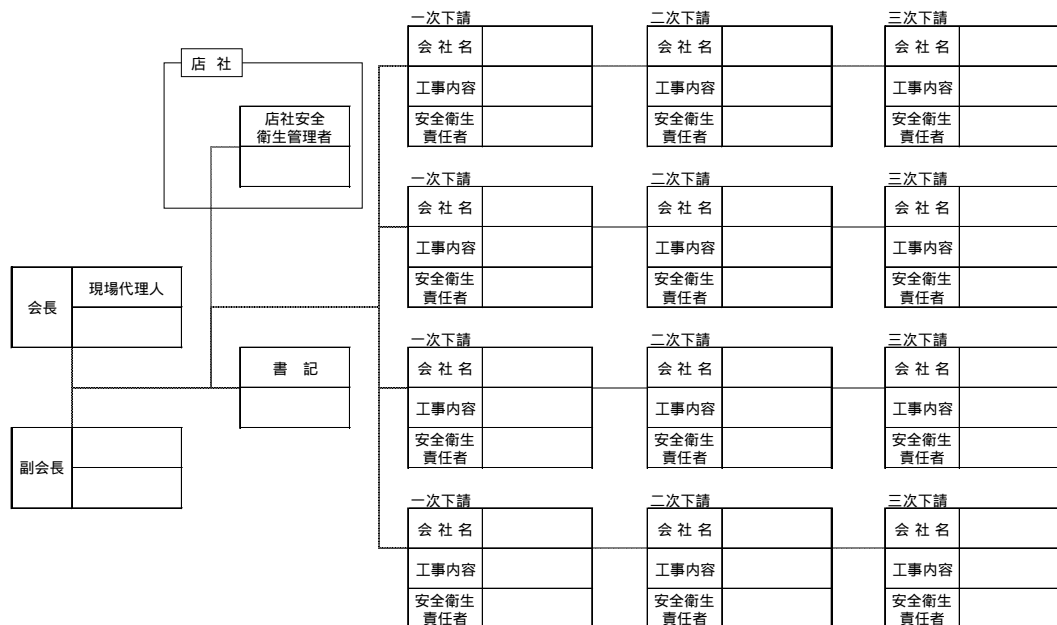 一次下請
二次下請
三次下請
会 社 名
会 社 名
会 社 名
店 社
工事内容
工事内容
工事内容
店社安全
衛生管理者
安全衛生
責任者
安全衛生
責任者
安全衛生
責任者
一次下請
二次下請
三次下請
会 社 名
会 社 名
会 社 名
工事内容
工事内容
工事内容
安全衛生
責任者
安全衛生
責任者
安全衛生
責任者
会長
現場代理人
一次下請
二次下請
三次下請
書 記
会 社 名
会 社 名
会 社 名
工事内容
工事内容
工事内容
安全衛生
責任者
安全衛生
責任者
安全衛生
責任者
副会長
一次下請
二次下請
三次下請
会 社 名
会 社 名
会 社 名
工事内容
工事内容
工事内容
安全衛生
責任者
安全衛生
責任者
安全衛生
責任者